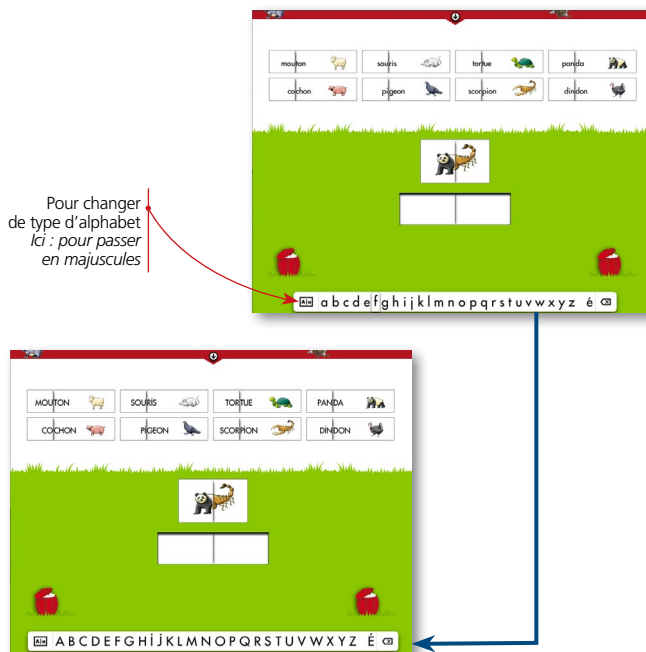 mouton souris tortue panda
cochon pigeon scorpion dindon
Pour changer
de type d'alphabet
Ici : pour passer
en majuscules
A|a a b c d e f g h i j k l m n o p q r s t u v w x y z é
MOUTON SOURIS TORTUE PANDA
COCHON PIGEON SCORPION DINDON
A|a A B C D E F G H I J K L M N O P Q R S T U V W X Y Z É